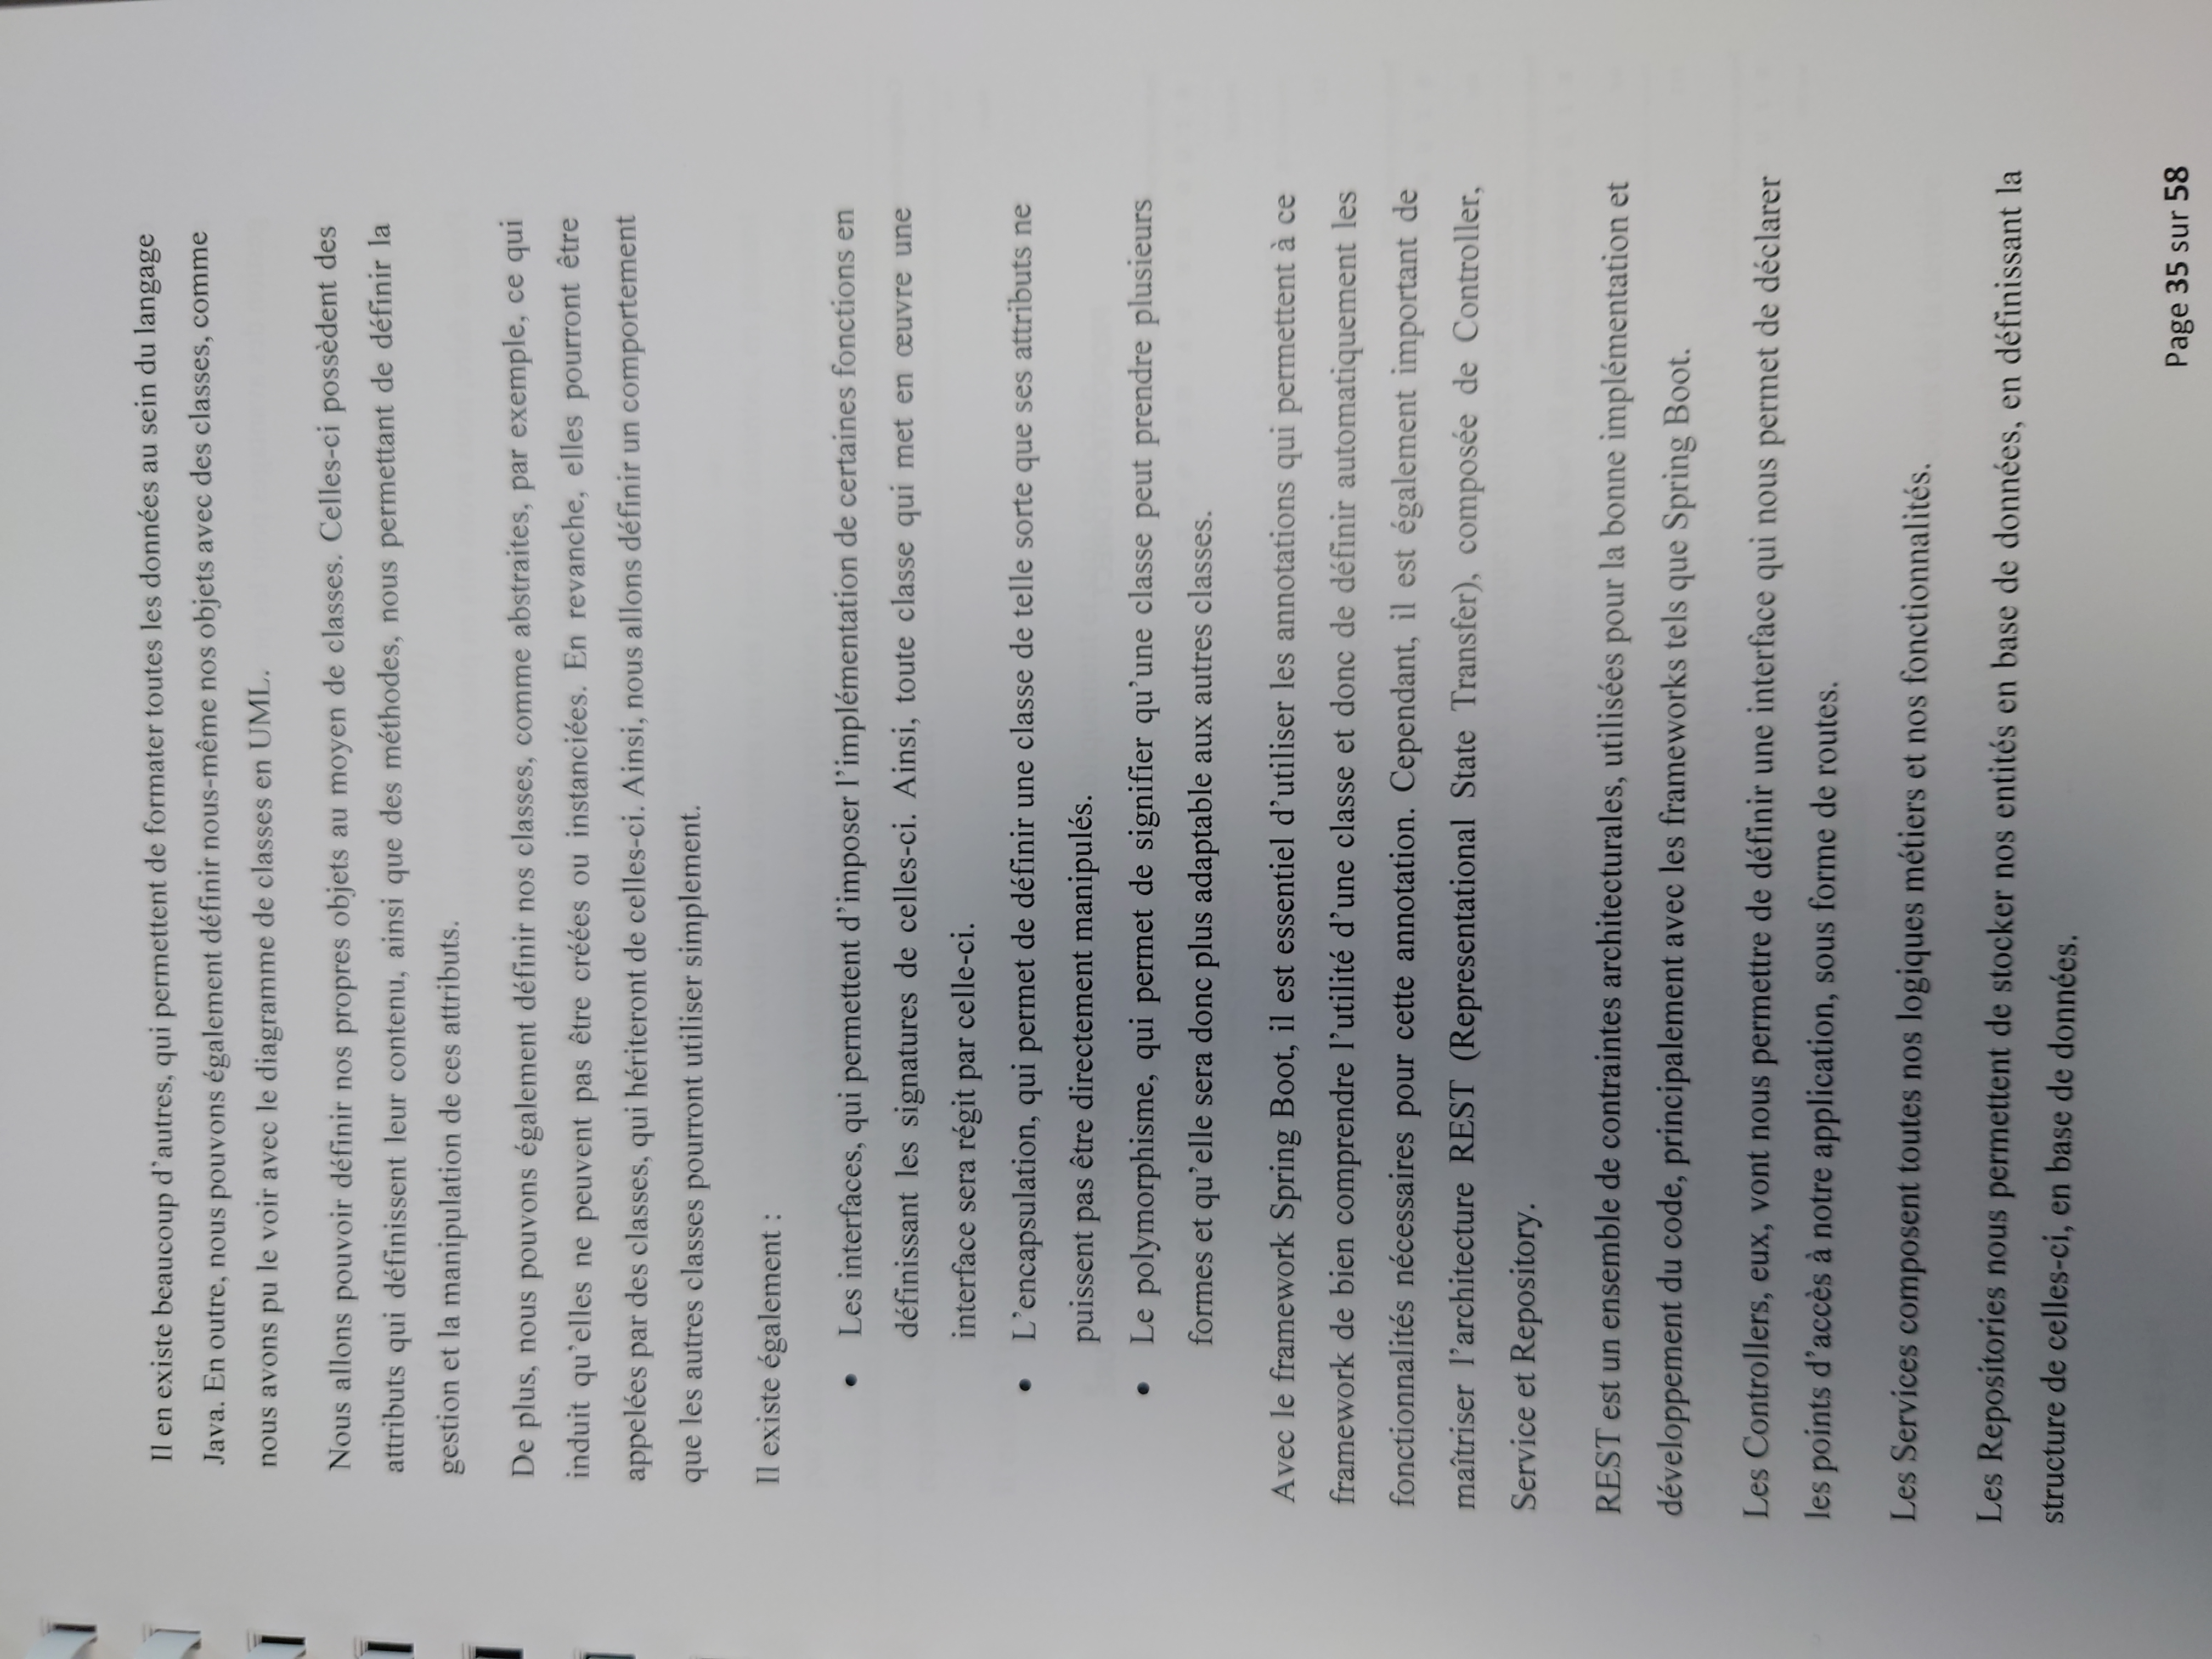 Il en existe beaucoup d'autres, qui permettent de formater toutes les données au sein du langage
Java. En outre, nous pouvons également définir nous-même nos objets avec des classes, comme
nous avons pu le voir avec le diagramme de classes en UML.
Nous allons pouvoir définir nos propres objets au moyen de classes. Celles-ci possèdent des
attributs qui définissent leur contenu, ainsi que des méthodes, nous permettant de définir la
gestion et la manipulation de ces attributs.
De plus, nous pouvons également définir nos classes, comme abstraites, par exemple, ce qui
induit qu'elles ne peuvent pas être créées ou instanciées. En revanche, elles pourront être
appelées par des classes, qui hériteront de celles-ci. Ainsi, nous allons définir un comportement
que les autres classes pourront utiliser simplement.
Il existe également :
• Les interfaces, qui permettent d'imposer l'implémentation de certaines fonctions en
définissant les signatures de celles-ci. Ainsi, toute classe qui met en œuvre une
interface sera régit par celle-ci.
• L'encapsulation, qui permet de définir une classe de telle sorte que ses attributs ne
puissent pas être directement manipulés.
• Le polymorphisme, qui permet de signifier qu'une classe peut prendre plusieurs
formes et qu'elle sera donc plus adaptable aux autres classes.
Avec le framework Spring Boot, il est essentiel d'utiliser les annotations qui permettent à ce
framework de bien comprendre l'utilité d'une classe et donc de définir automatiquement les
fonctionnalités nécessaires pour cette annotation. Cependant, il est également important de
maîtriser l'architecture REST (Representational State Transfer), composée de Controller,
Service et Repository.
REST est un ensemble de contraintes architecturales, utilisées pour la bonne implémentation et
développement du code, principalement avec les frameworks tels que Spring Boot.
Les Controllers, eux, vont nous permettre de définir une interface qui nous permet de déclarer
les points d'accès à notre application, sous forme de routes.
Les Services composent toutes nos logiques métiers et nos fonctionnalités.
Les Repositories nous permettent de stocker nos entités en base de données, en définissant la
structure de celles-ci, en base de données.
Page 35 sur 58